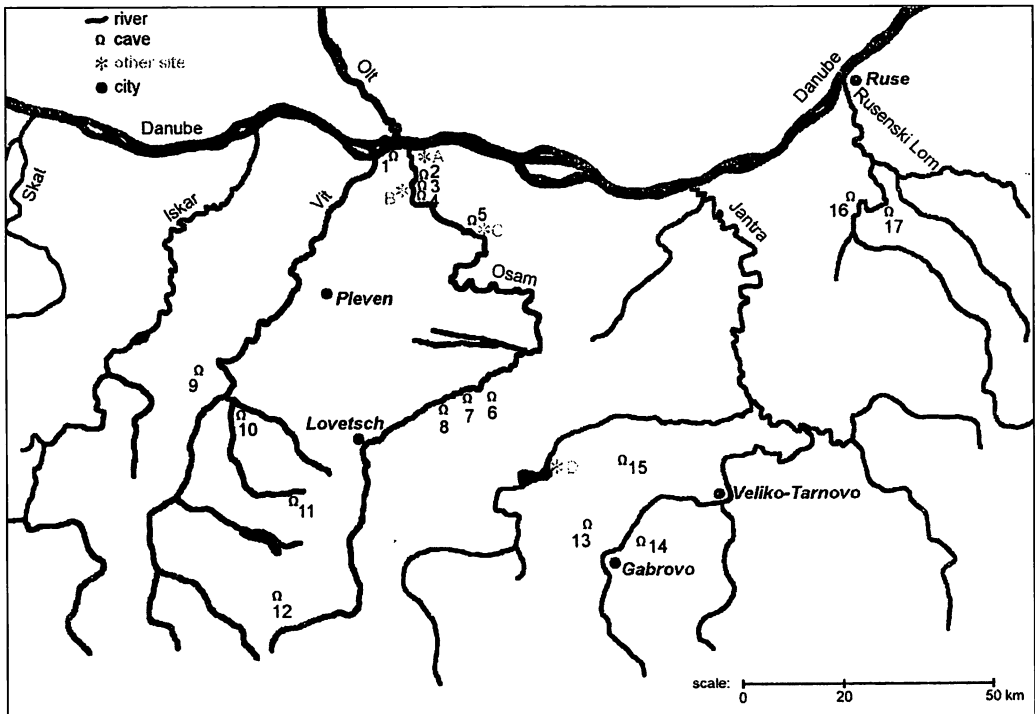 river
Ω cave
* other site
city
Olt
Danube
Danube
Ruse
Rusenski Lom
Skat
Iskar
Vit
1
A
2
3
4
B
5
C
Osam
Jantra
16
17
Pleven
9
10
Lovetsch
8
7
6
D
15
Veliko-Tarnovo
11
13
14
Gabrovo
12
scale:
0
20
50 km